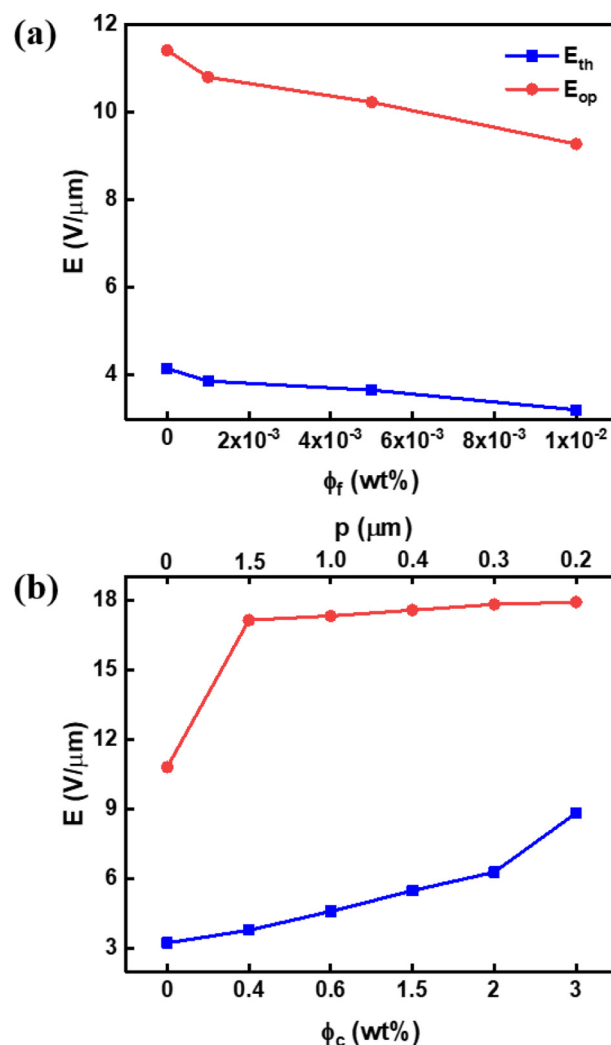 (a)
12
10
8
6
4
E (V/μm)
E_th
E_op
0 2x10⁻³ 4x10⁻³ 6x10⁻³ 8x10⁻³ 1x10⁻²
ϕ_f (wt%)
p (μm)
0 1.5 1.0 0.4 0.3 0.2
(b)
18
15
12
9
6
3
E (V/μm)
0 0.4 0.6 1.5 2 3
ϕ_c (wt%)